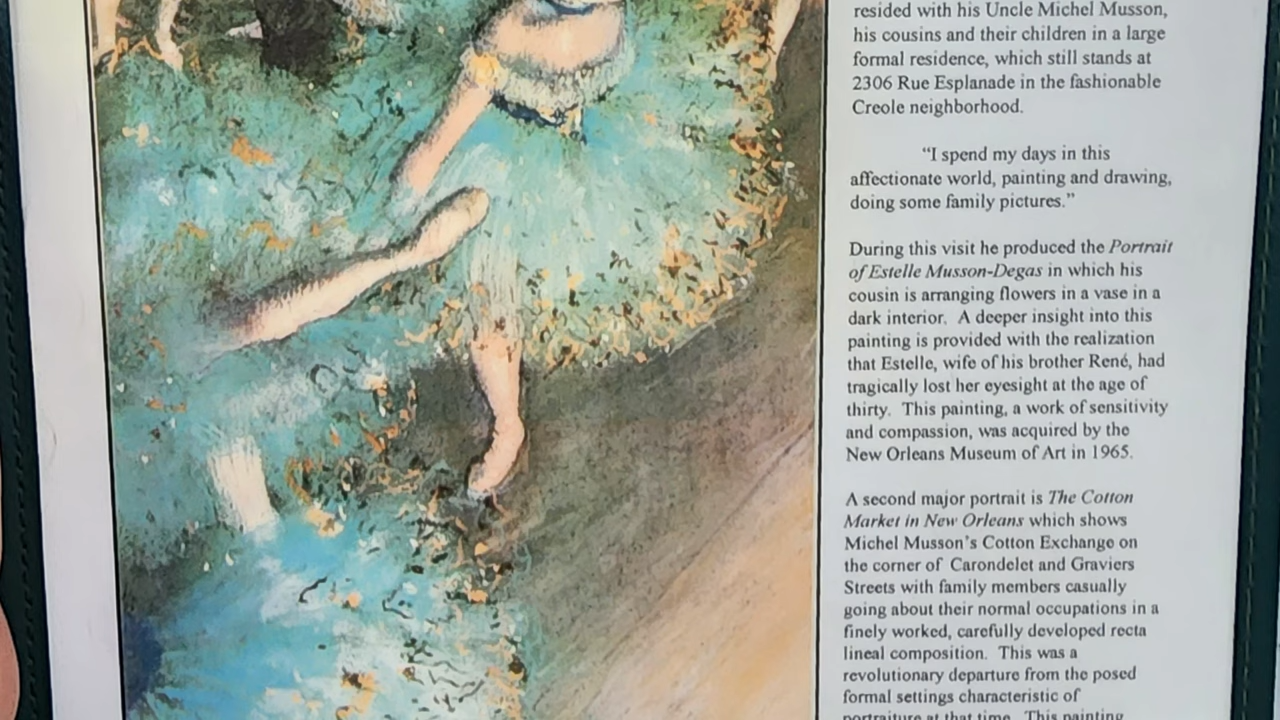 resided with his Uncle Michel Musson,
his cousins and their children in a large
formal residence, which still stands at
2306 Rue Esplanade in the fashionable
Creole neighborhood.
“I spend my days in this
affectionate world, painting and drawing,
doing some family pictures.”
During this visit he produced the Portrait
of Estelle Musson-Degas in which his
cousin is arranging flowers in a vase in a
dark interior. A deeper insight into this
painting is provided with the realization
that Estelle, wife of his brother René, had
tragically lost her eyesight at the age of
thirty. This painting, a work of sensitivity
and compassion, was acquired by the
New Orleans Museum of Art in 1965.
A second major portrait is The Cotton
Market in New Orleans which shows
Michel Musson’s Cotton Exchange on
the corner of Carondelet and Graviers
Streets with family members casually
going about their normal occupations in a
finely worked, carefully developed recta
lineal composition. This was a
revolutionary departure from the posed
formal settings characteristic of
portraiture at that time. This painting